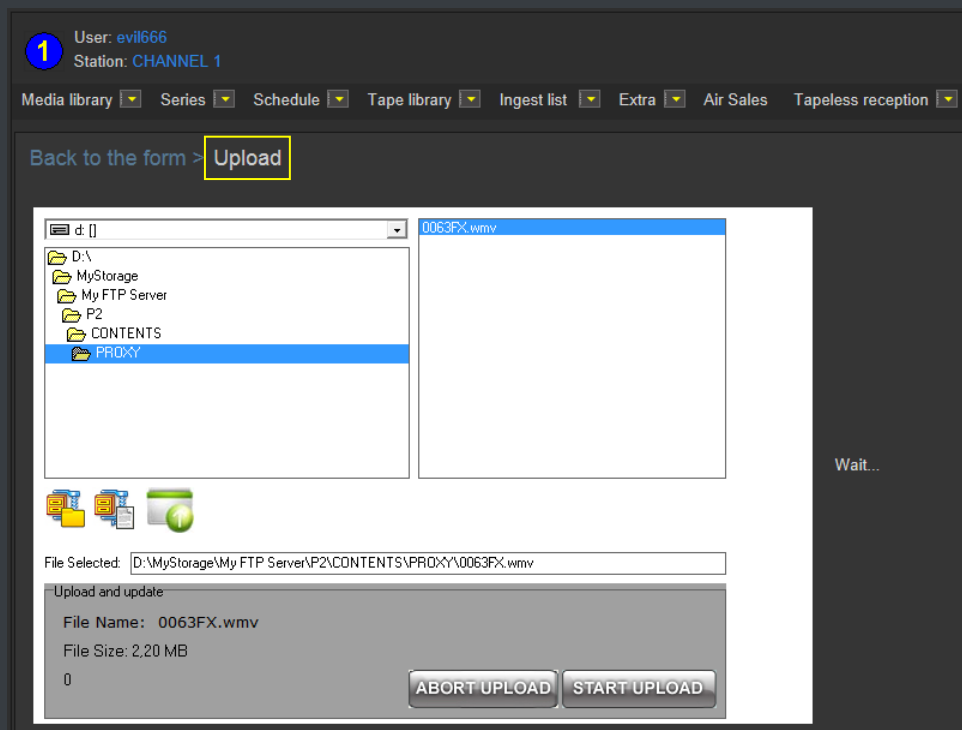 1
User: evil666
Station: CHANNEL 1
Media library Series Schedule Tape library Ingest list Extra Air Sales Tapeless reception
Back to the form > Upload
d: []
0063FX.wmv
D:\
MyStorage
My FTP Server
P2
CONTENTS
PROXY
Wait...
File Selected: D:\MyStorage\My FTP Server\P2\CONTENTS\PROXY\0063FX.wmv
Upload and update
File Name: 0063FX.wmv
File Size: 2,20 MB
0
ABORT UPLOAD START UPLOAD